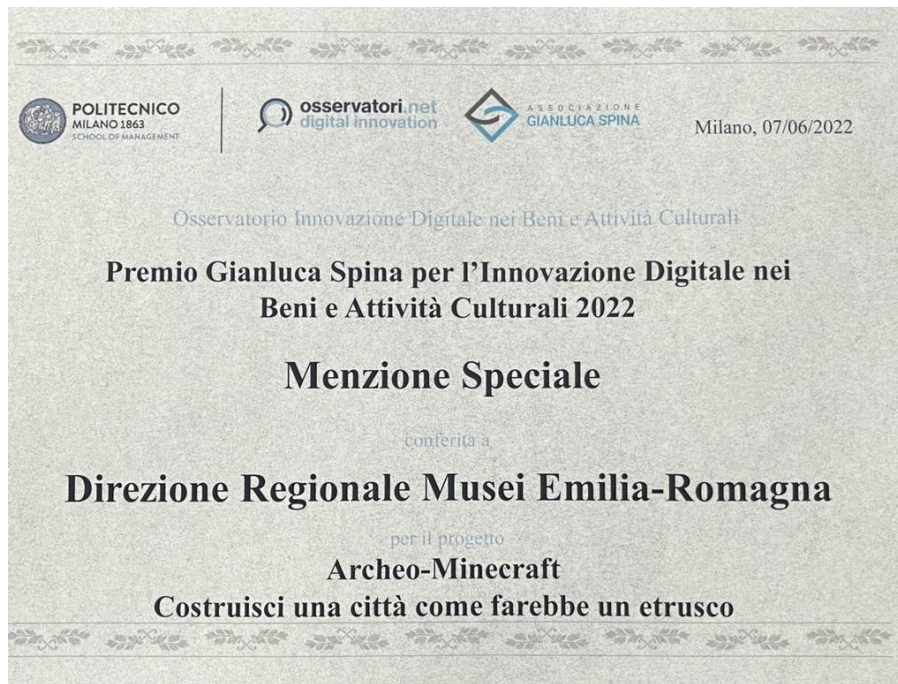 POLITECNICO
MILANO 1863
SCHOOL OF MANAGEMENT
osservatori.net
digital innovation
ASSOCIAZIONE
GIANLUCA SPINA
Milano, 07/06/2022
Osservatorio Innovazione Digitale nei Beni e Attività Culturali
Premio Gianluca Spina per l’Innovazione Digitale nei
Beni e Attività Culturali 2022
Menzione Speciale
conferita a
Direzione Regionale Musei Emilia-Romagna
per il progetto
Archeo-Minecraft
Costruisci una città come farebbe un etrusco